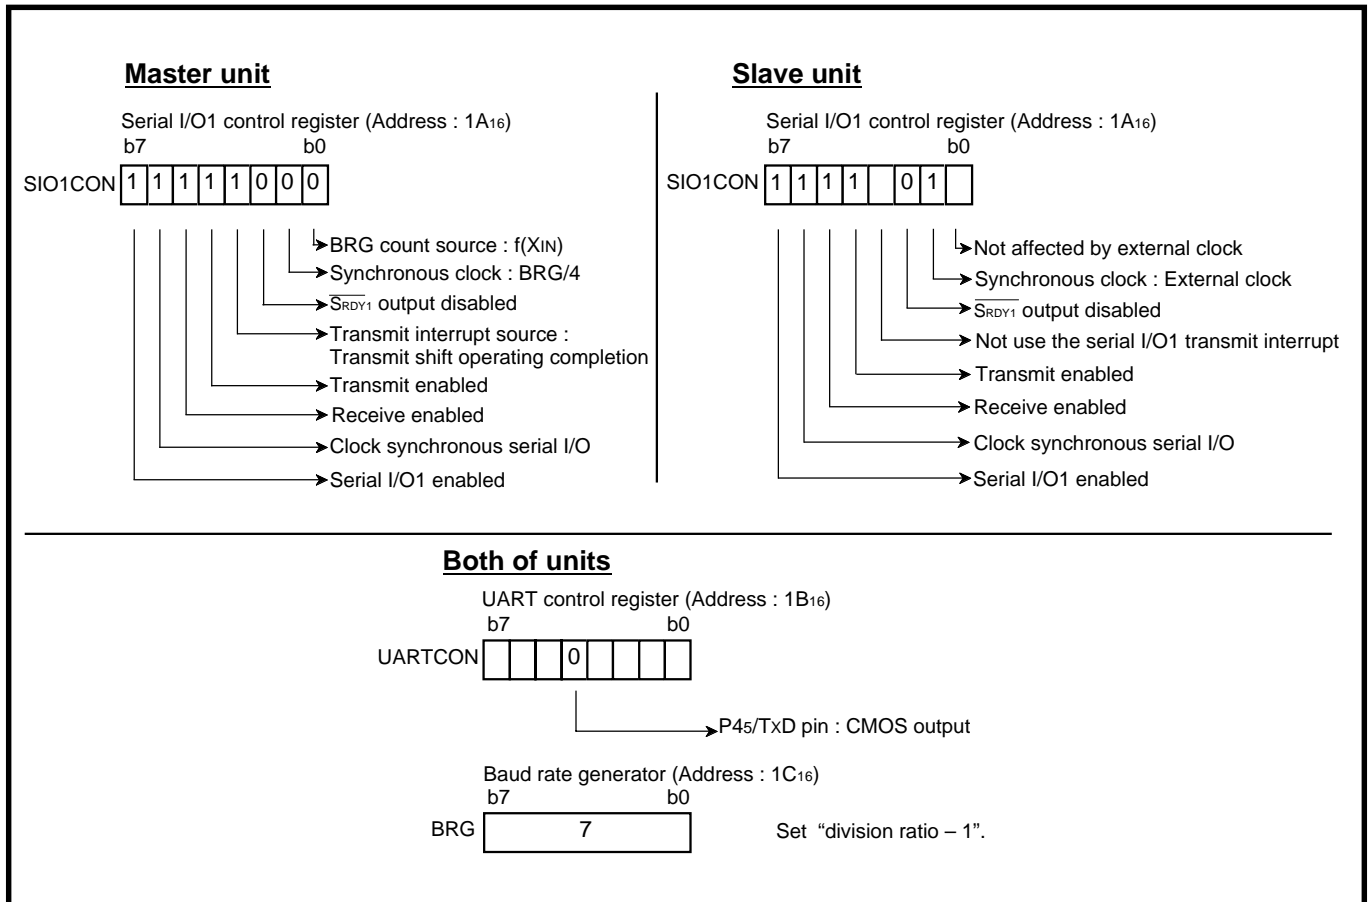 Master unit
Serial I/O1 control register (Address : 1A16)
b7 b0
SIO1CON 1 1 1 1 1 0 0 0
BRG count source : f(XIN)
Synchronous clock : BRG/4
SRDY1 output disabled
Transmit interrupt source :
Transmit shift operating completion
Transmit enabled
Receive enabled
Clock synchronous serial I/O
Serial I/O1 enabled
Slave unit
Serial I/O1 control register (Address : 1A16)
b7 b0
SIO1CON 1 1 1 1 0 1
Not affected by external clock
Synchronous clock : External clock
SRDY1 output disabled
Not use the serial I/O1 transmit interrupt
Transmit enabled
Receive enabled
Clock synchronous serial I/O
Serial I/O1 enabled
Both of units
UART control register (Address : 1B16)
b7 b0
UARTCON 0
P45/TXD pin : CMOS output
Baud rate generator (Address : 1C16)
b7 b0
BRG 7 Set “division ratio – 1”.